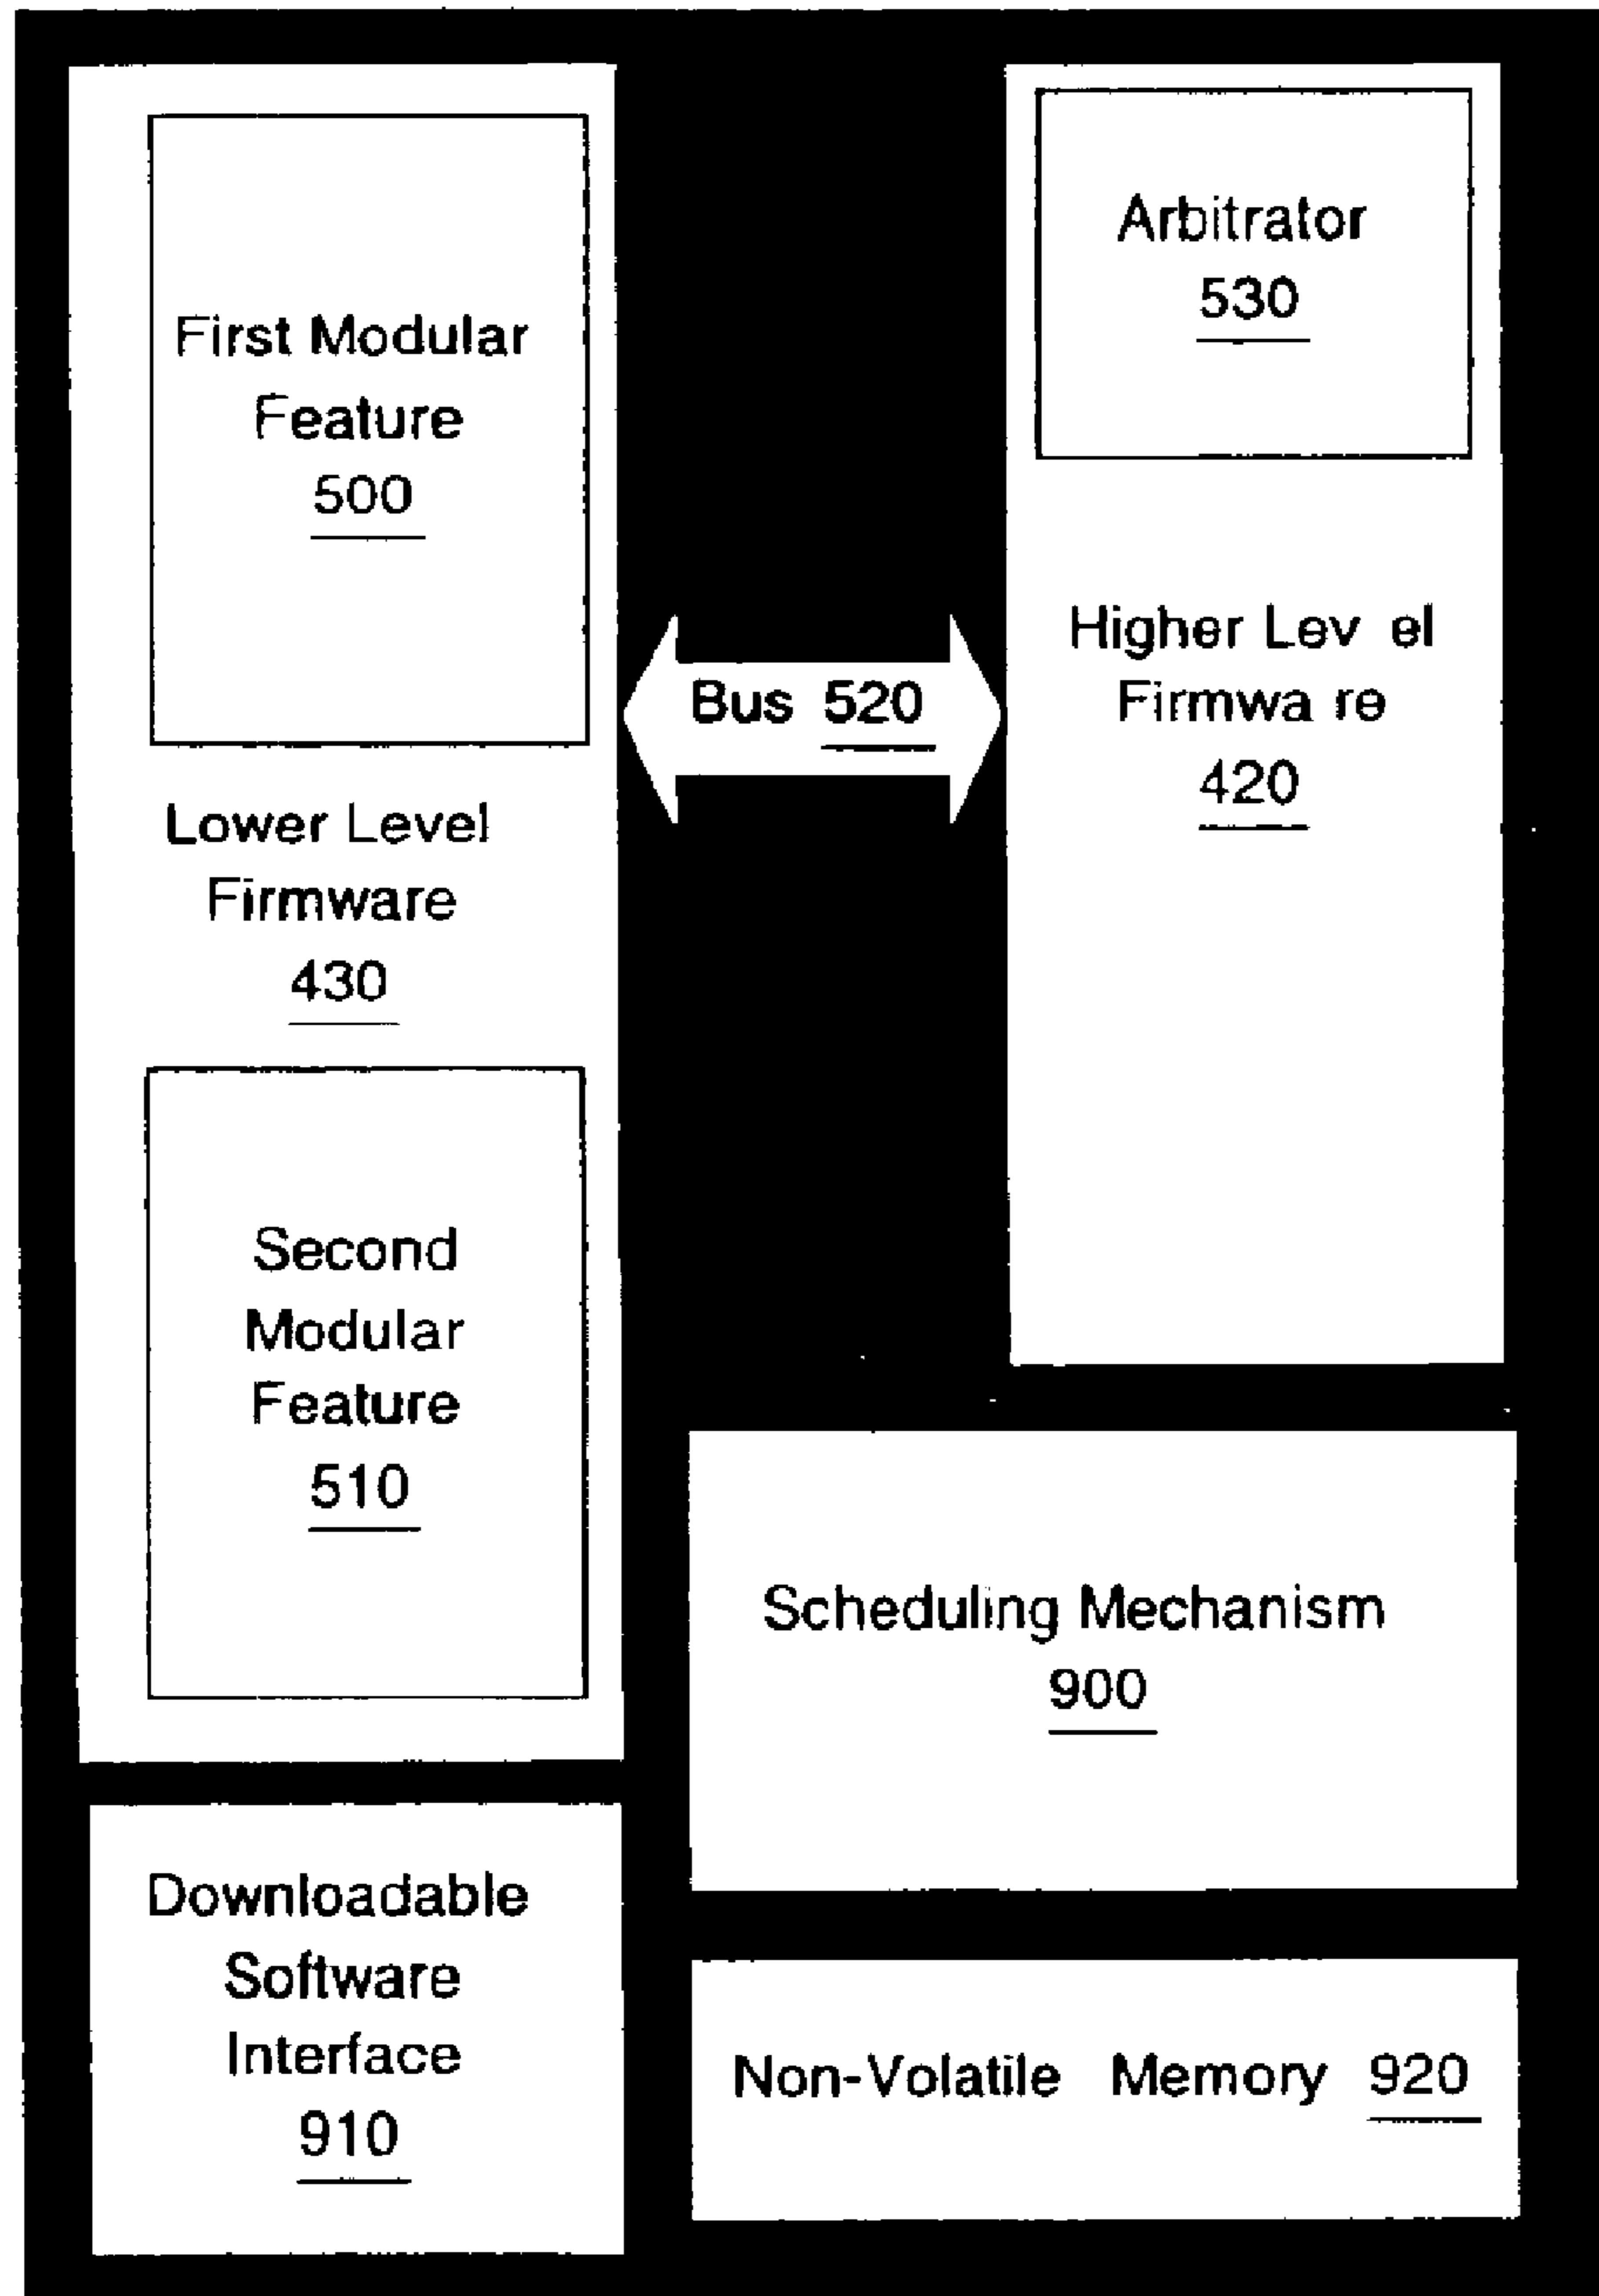 First Modular
Feature
500
Lower Level
Firmware
430
Second
Modular
Feature
510
Bus 520
Arbitrator
530
Higher Lev el
Firmwa re
420
Scheduling Mechanism
900
Downloadable
Software
Interface
910
Non-Volatile Memory 920